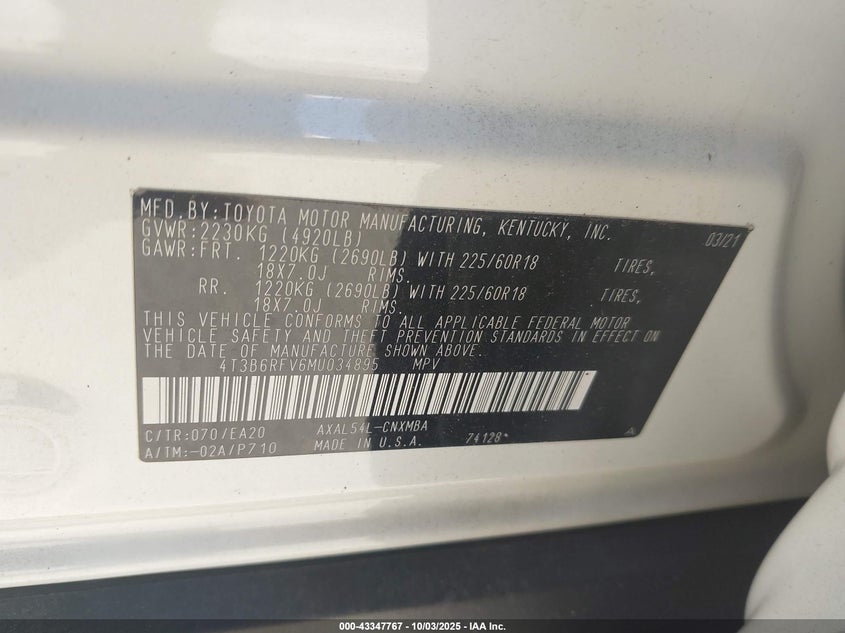 MFD.BY:TOYOTA MOTOR MANUFACTURING, KENTUCKY, INC. 03/21
GVWR:2230KG (4920LB)
GAWR:FRT. 1220KG (2690LB) WITH 225/60R18 TIRES,
18X7.0J RIMS.
RR. 1220KG (2690LB) WITH 225/60R18 TIRES,
18X7.0J RIMS.
THIS VEHICLE CONFORMS TO ALL APPLICABLE FEDERAL MOTOR
VEHICLE SAFETY AND THEFT PREVENTION STANDARDS IN EFFECT ON
THE DATE OF MANUFACTURE SHOWN ABOVE.
4T3B6RFV6MU034895 MPV
C/TR:070/EA20 AXAL54L-CNXMBA
A/TM:-02A/P710 MADE IN U.S.A. 74128*
000-43347767 | 10/03/2025 | IAA Inc.